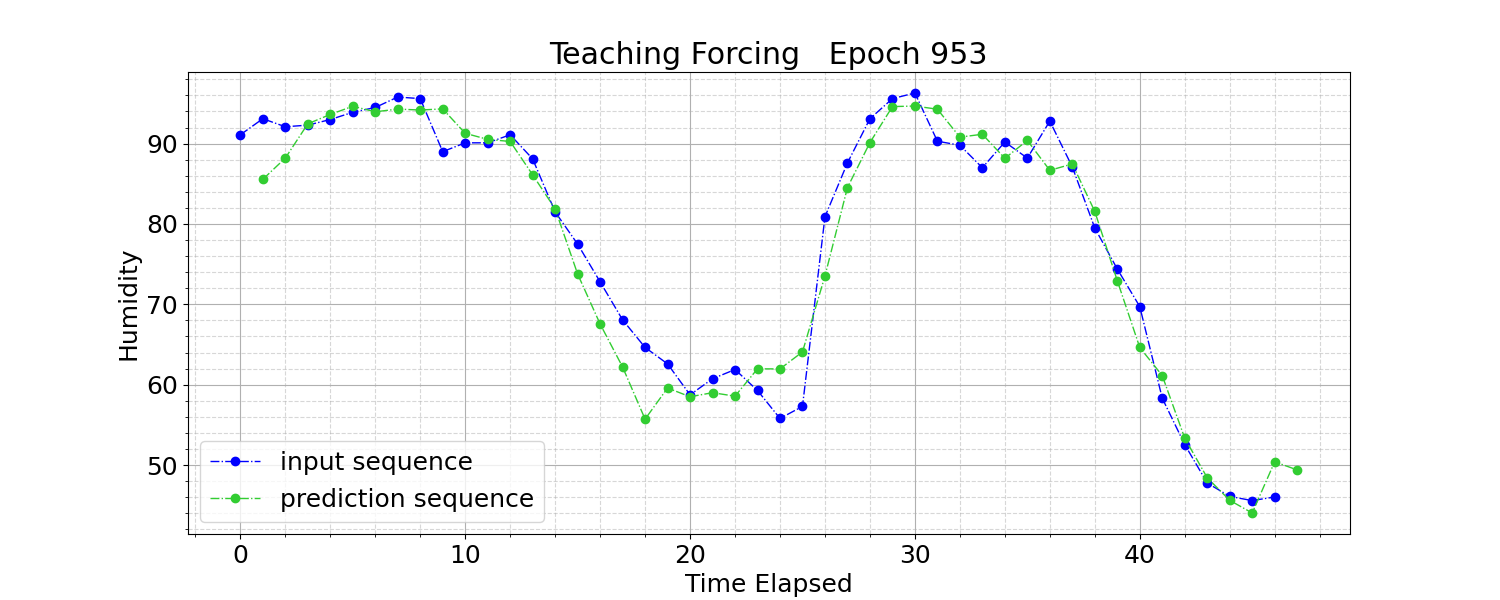 Teaching Forcing   Epoch 953
Humidity
90
80
70
60
50
input sequence
prediction sequence
0 10 20 30 40
Time Elapsed